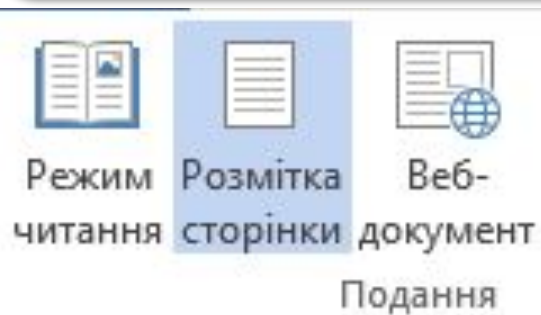 Режим
читання
Розмітка
сторінки
Веб-
документ
Подання